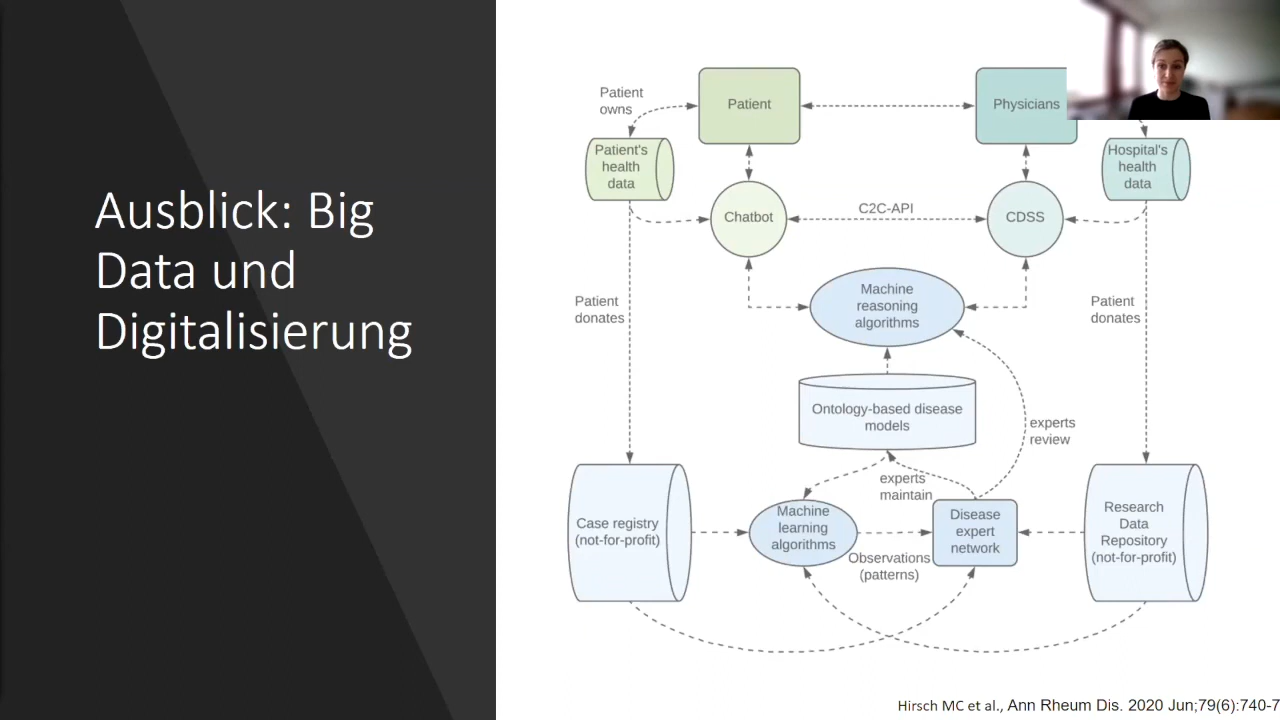 Ausblick: Big
Data und
Digitalisierung
Patient
owns
Patient
Physicians
Patient's
health
data
Hospital's
health
data
Chatbot
C2C-API
CDSS
Machine
reasoning
algorithms
Patient
donates
Patient
donates
Ontology-based disease
models
experts
review
experts
maintain
Case registry
(not-for-profit)
Machine
learning
algorithms
Observations
(patterns)
Disease
expert
network
Research
Data
Repository
(not-for-profit)
Hirsch MC et al., Ann Rheum Dis. 2020 Jun;79(6):740-7